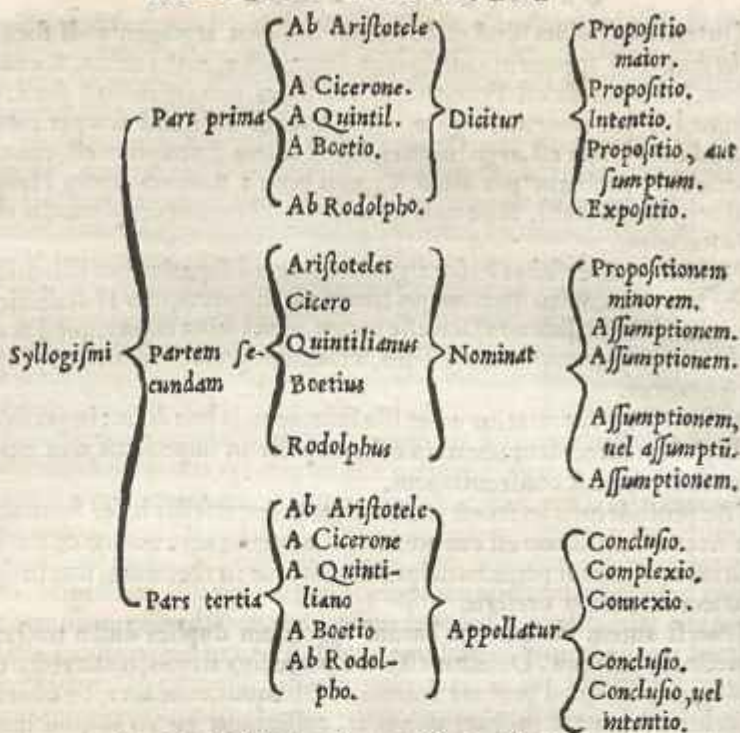 Syllogiſmi
Pars prima
Ab Ariſtotele
A Cicerone.
A Quintil.
A Boetio.
Ab Rodolpho.
Dicitur
Propoſitio
maior.
Propoſitio.
Intentio.
Propoſitio, aut
ſumptum.
Expoſitio.
Partem ſe-
cundam
Ariſtoteles
Cicero
Quintilianus
Boetius
Rodolphus
Nominat
Propoſitionem
minorem.
Aſſumptionem.
Aſſumptionem.
Aſſumptionem,
uel aſſumptū.
Aſſumptionem.
Pars tertia
Ab Ariſtotele
A Cicerone
A Quinti-
liano
A Boetio
Ab Rodol-
pho.
Appellatur
Concluſio.
Complexio.
Connexio.
Concluſio.
Concluſio, uel
intentio.